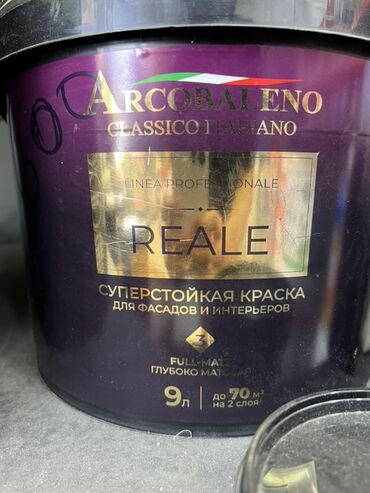 ARCOBALENO
CLASSICO ITALIANO
LINEA PROFESSIONALE
REALE
СУПЕРСТОЙКАЯ КРАСКА
ДЛЯ ФАСАДОВ И ИНТЕРЬЕРОВ
3
FULL-MATT
ГЛУБОКО МАТОВАЯ
9л до 70 м²
на 2 слоя